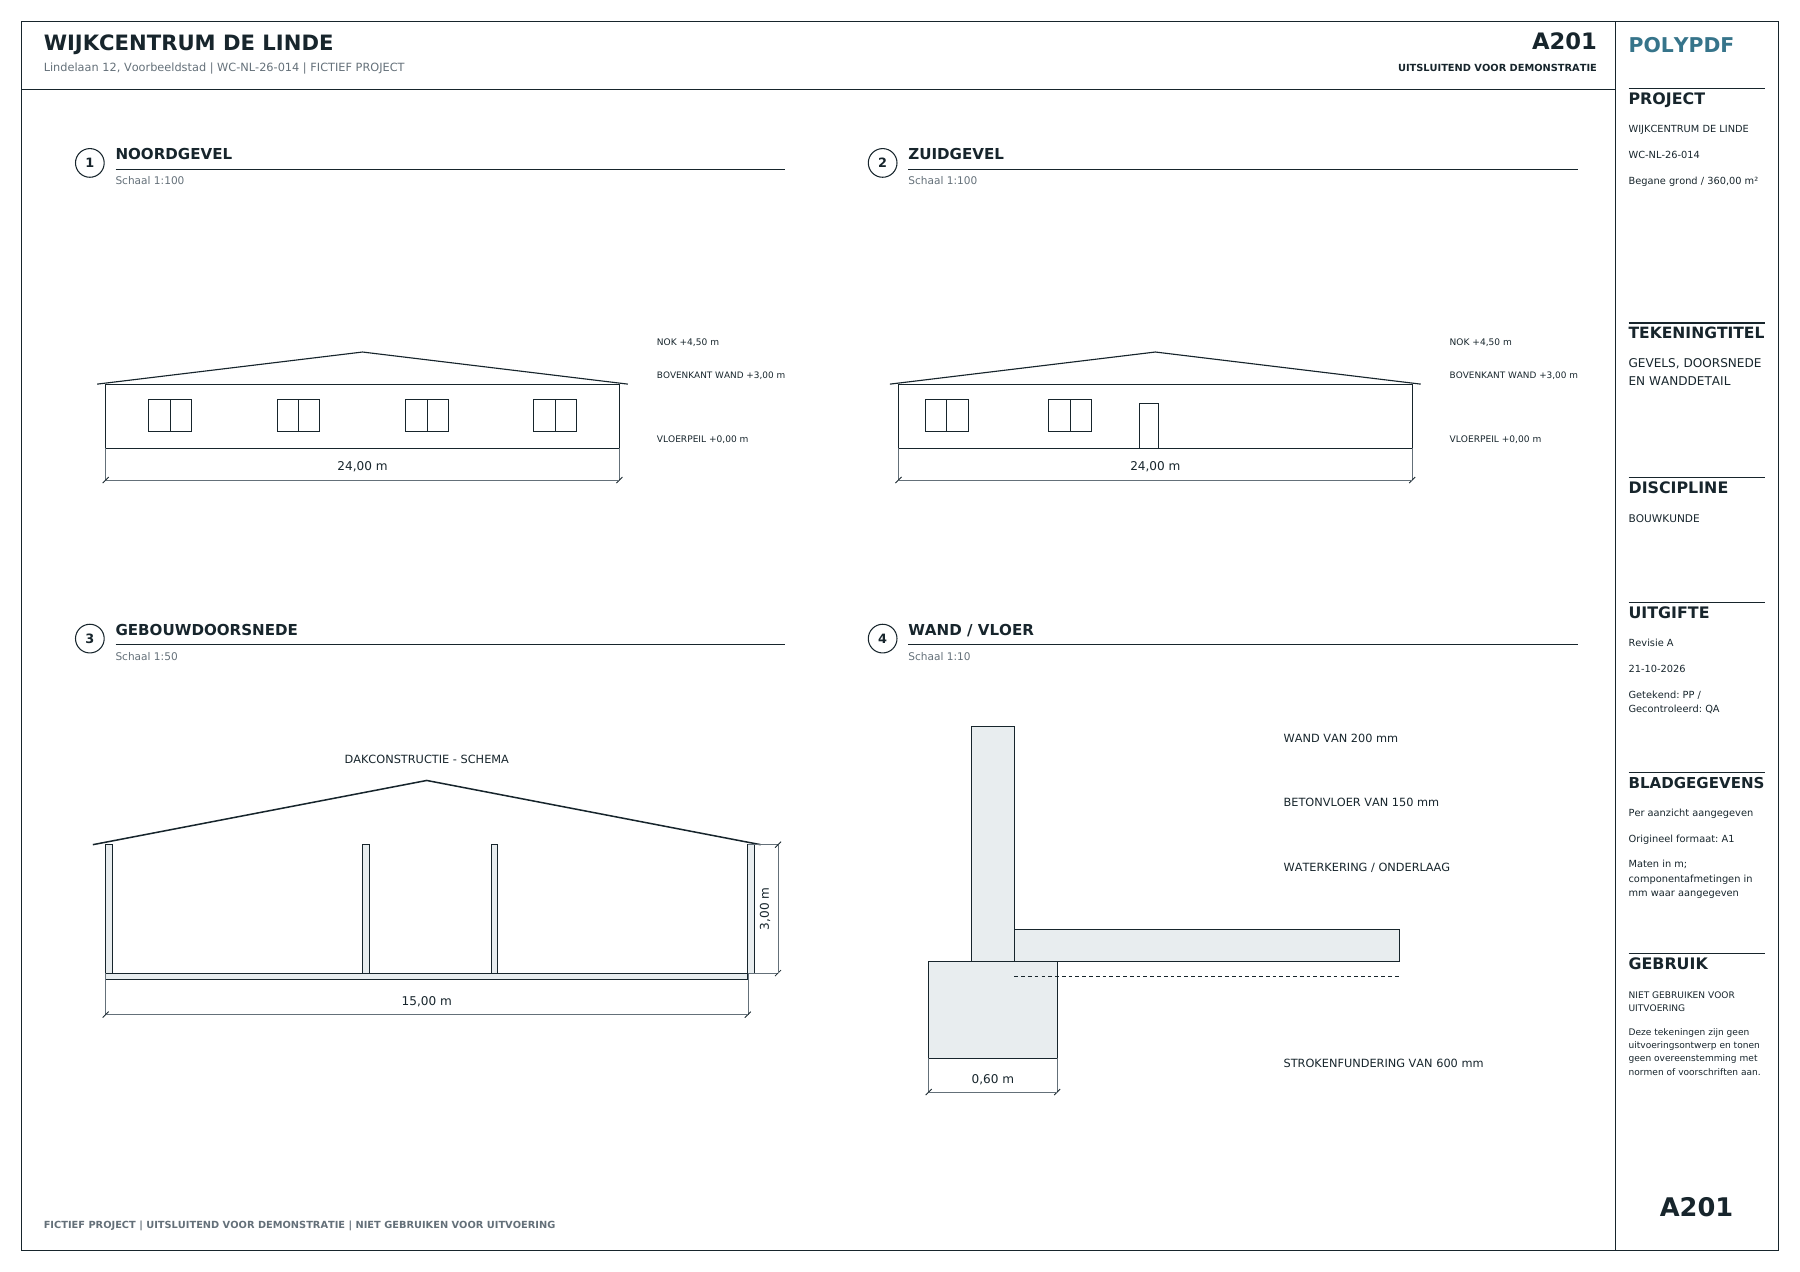 WIJKCENTRUM DE LINDE
Lindelaan 12, Voorbeeldstad | WC-NL-26-014 | FICTIEF PROJECT
A201
UITSLUITEND VOOR DEMONSTRATIE
1
NOORDGEVEL
Schaal 1:100
NOK +4,50 m
BOVENKANT WAND +3,00 m
VLOERPEIL +0,00 m
24,00 m
2
ZUIDGEVEL
Schaal 1:100
NOK +4,50 m
BOVENKANT WAND +3,00 m
VLOERPEIL +0,00 m
24,00 m
3
GEBOUWDOORSNEDE
Schaal 1:50
DAKCONSTRUCTIE - SCHEMA
3,00 m
15,00 m
4
WAND / VLOER
Schaal 1:10
WAND VAN 200 mm
BETONVLOER VAN 150 mm
WATERKERING / ONDERLAAG
STROKENFUNDERING VAN 600 mm
0,60 m
FICTIEF PROJECT | UITSLUITEND VOOR DEMONSTRATIE | NIET GEBRUIKEN VOOR UITVOERING
POLYPDF
PROJECT
WIJKCENTRUM DE LINDE
WC-NL-26-014
Begane grond / 360,00 m²
TEKENINGTITEL
GEVELS, DOORSNEDE
EN WANDDETAIL
DISCIPLINE
BOUWKUNDE
UITGIFTE
Revisie A
21-10-2026
Getekend: PP /
Gecontroleerd: QA
BLADGEGEVENS
Per aanzicht aangegeven
Origineel formaat: A1
Maten in m;
componentafmetingen in
mm waar aangegeven
GEBRUIK
NIET GEBRUIKEN VOOR
UITVOERING
Deze tekeningen zijn geen
uitvoeringsontwerp en tonen
geen overeenstemming met
normen of voorschriften aan.
A201